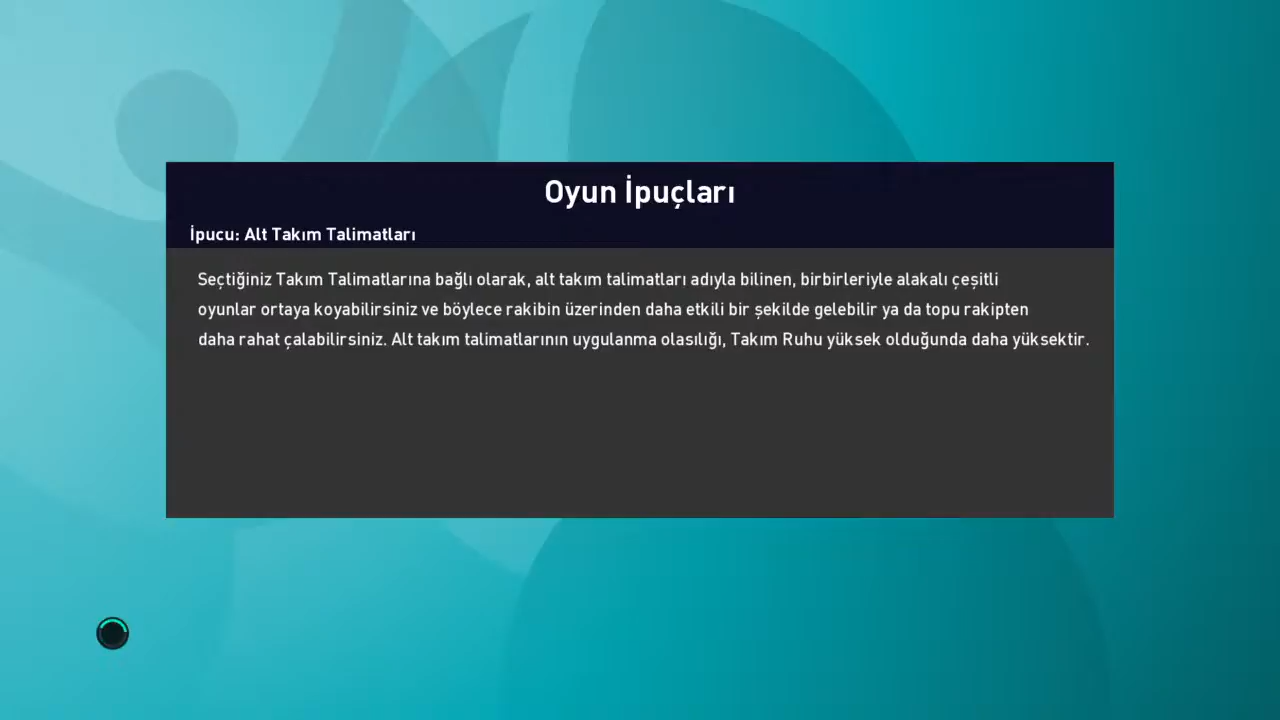 Oyun İpuçları
İpucu: Alt Takım Talimatları
Seçtiğiniz Takım Talimatlarına bağlı olarak, alt takım talimatları adıyla bilinen, birbirleriyle alakalı çeşitli
oyunlar ortaya koyabilirsiniz ve böylece rakibin üzerinden daha etkili bir şekilde gelebilir ya da topu rakipten
daha rahat çalabilirsiniz. Alt takım talimatlarının uygulanma olasılığı, Takım Ruhu yüksek olduğunda daha yüksektir.